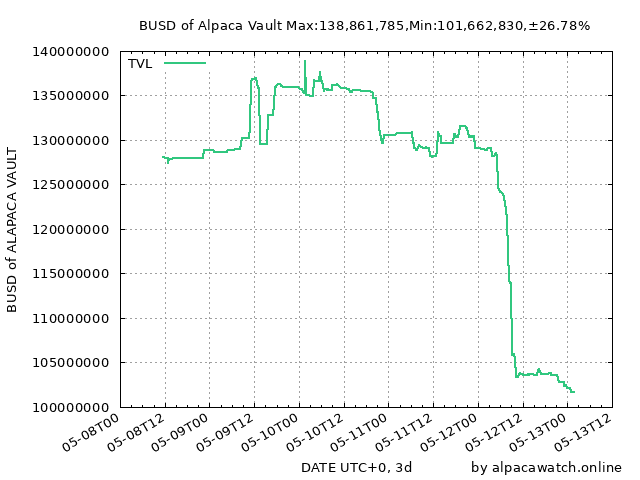 BUSD of Alpaca Vault Max:138,861,785,Min:101,662,830,±26.78%
TVL
BUSD of ALAPACA VAULT
140000000
135000000
130000000
125000000
120000000
115000000
110000000
105000000
100000000
05-08T00
05-08T12
05-09T00
05-09T12
05-10T00
05-10T12
05-11T00
05-11T12
05-12T00
05-12T12
05-13T00
05-13T12
DATE UTC+0, 3d
by alpacawatch.online